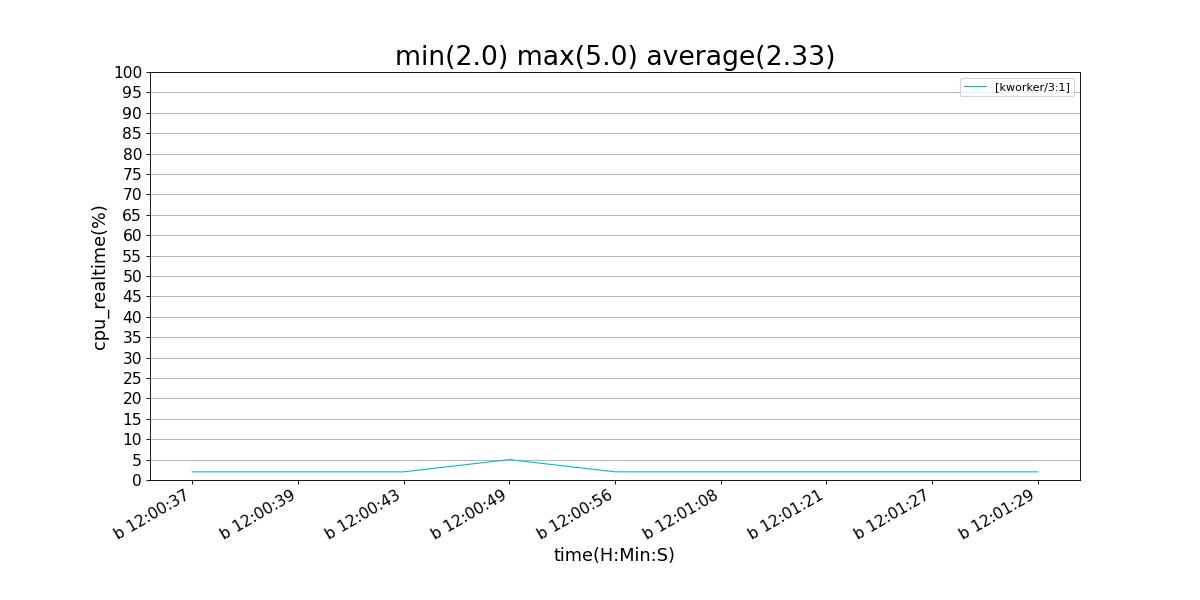 min(2.0) max(5.0) average(2.33)
[kworker/3:1]
100
95
90
85
80
75
70
65
60
55
50
45
40
35
30
25
20
15
10
5
0
cpu_realtime(%)
b 12:00:37
b 12:00:39
b 12:00:43
b 12:00:49
b 12:00:56
b 12:01:08
b 12:01:21
b 12:01:27
b 12:01:29
time(H:Min:S)